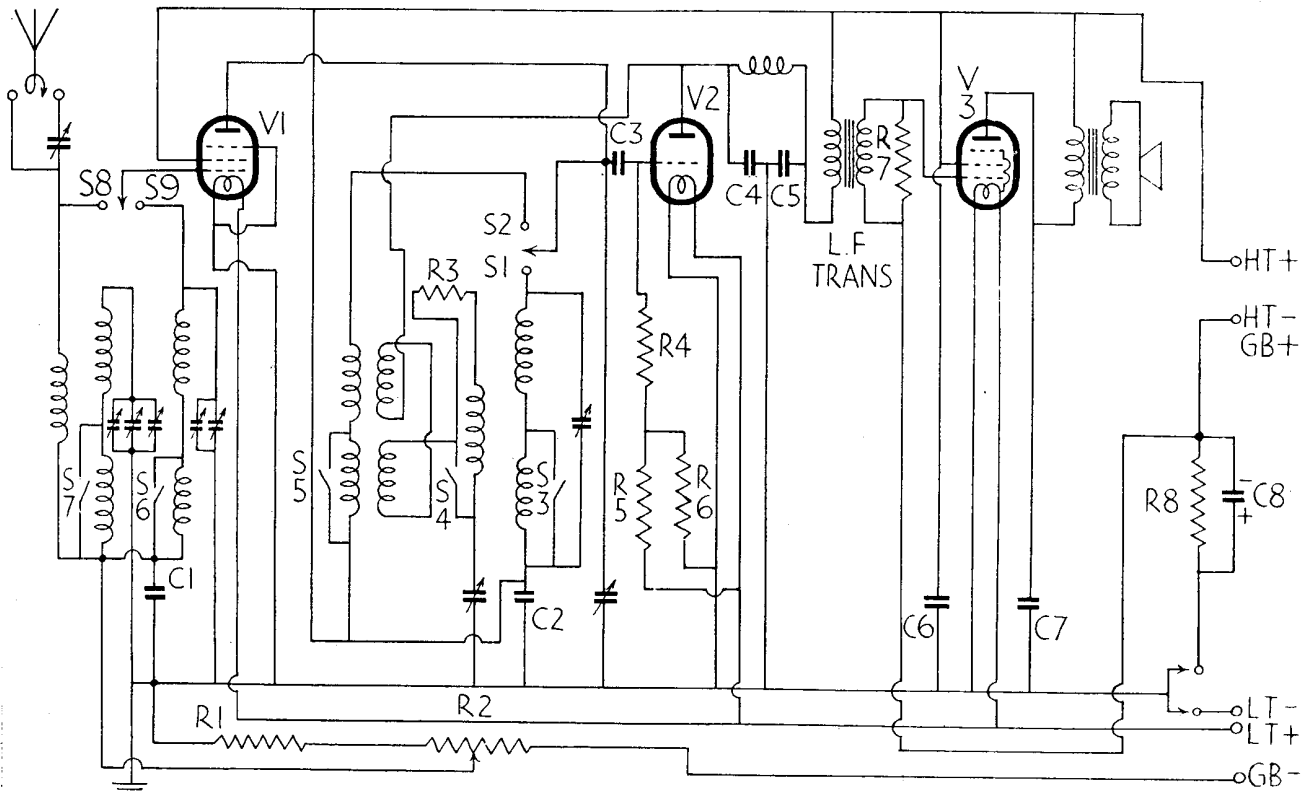 V1
V2
V
3
C3
S8
S9
C4
C5
R
7
S2
S1
L.F
TRANS
HT+
R3
HT-
GB+
R4
S
7
S
6
S
5
S
4
S3
R
5
R
6
R8
-
C8
+
C1
C2
C6
C7
R1
R2
LT-
LT+
GB-